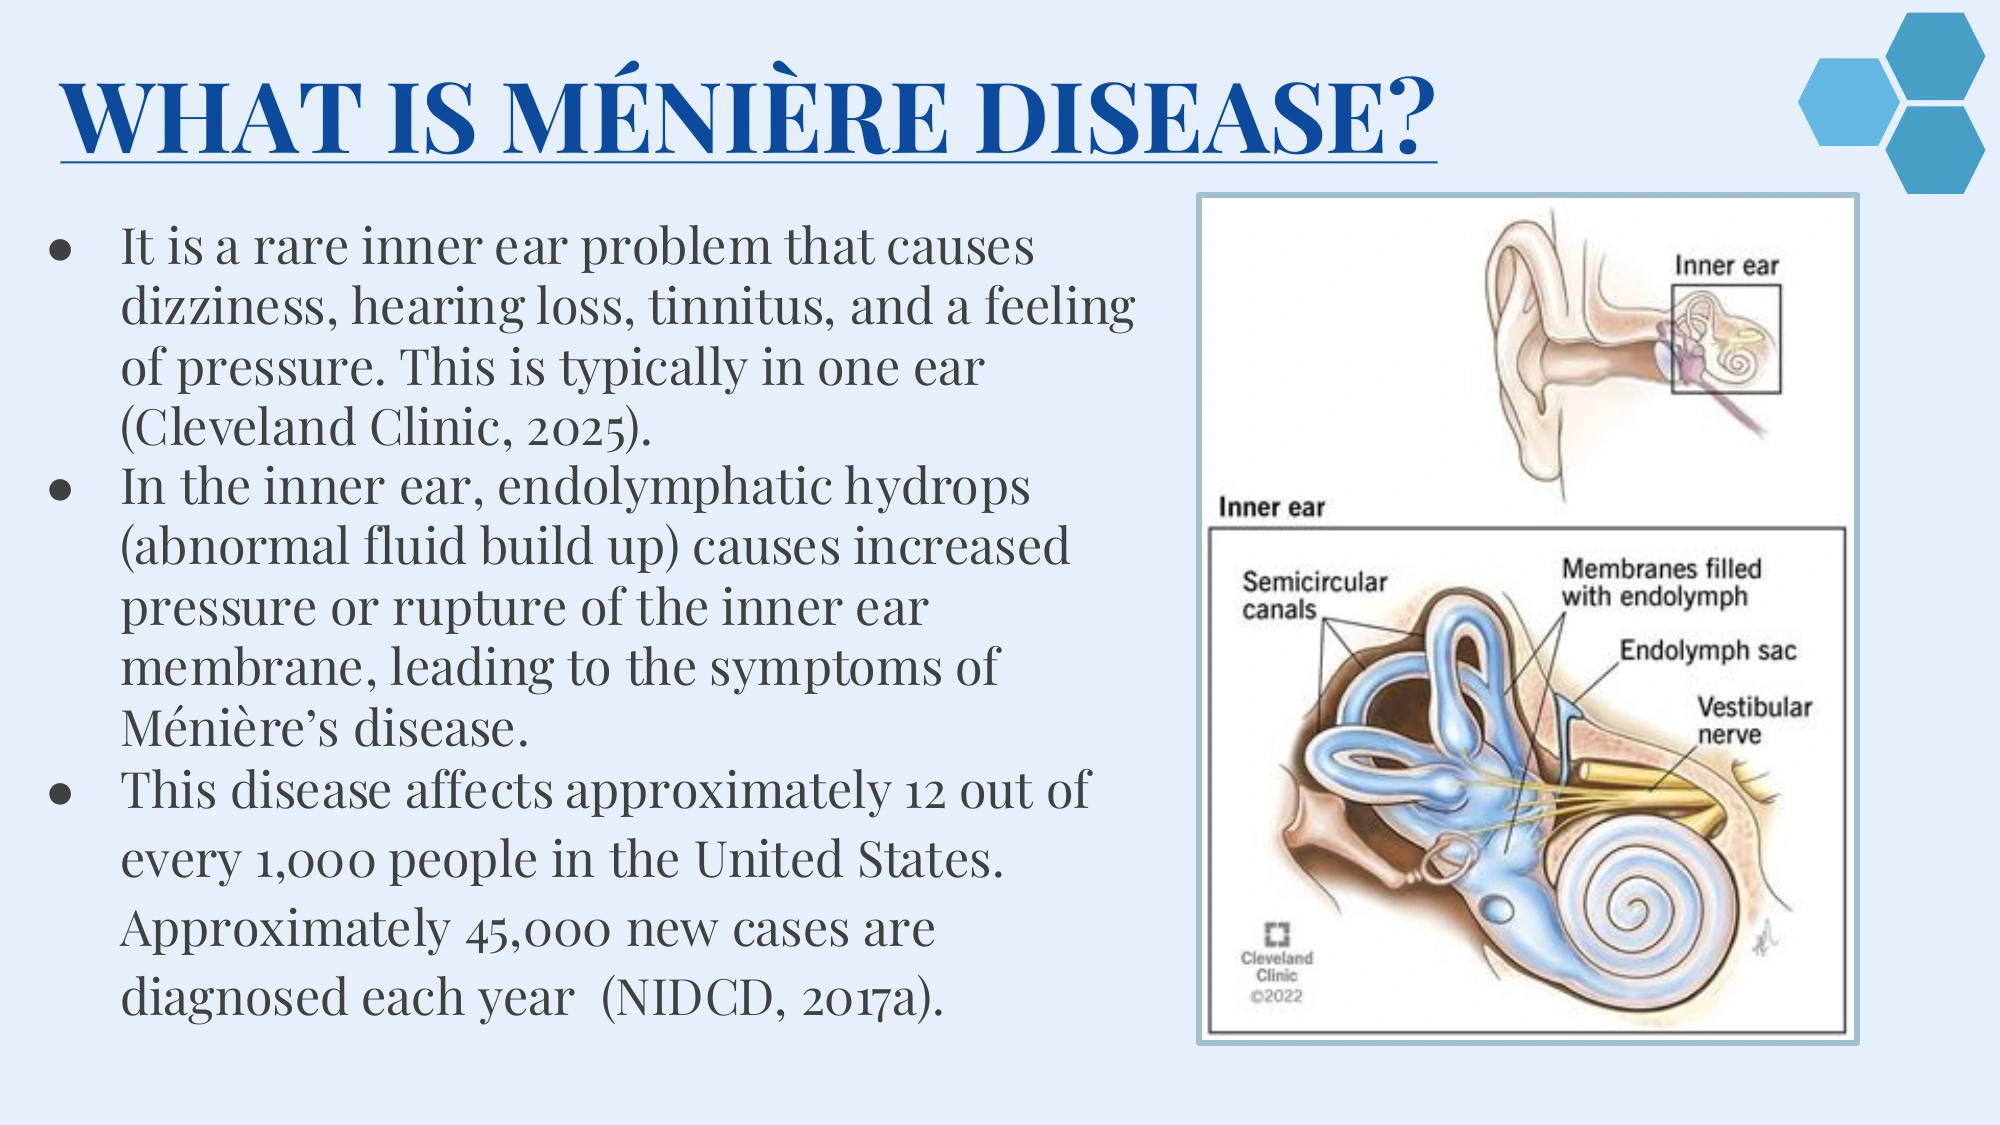 WHAT IS MÉNIÈRE DISEASE?
● It is a rare inner ear problem that causes
dizziness, hearing loss, tinnitus, and a feeling
of pressure. This is typically in one ear
(Cleveland Clinic, 2025).
● In the inner ear, endolymphatic hydrops
(abnormal fluid build up) causes increased
pressure or rupture of the inner ear
membrane, leading to the symptoms of
Ménière’s disease.
● This disease affects approximately 12 out of
every 1,000 people in the United States.
Approximately 45,000 new cases are
diagnosed each year  (NIDCD, 2017a).
Inner ear
Inner ear
Semicircular
canals
Membranes filled
with endolymph
Endolymph sac
Vestibular
nerve
Cleveland
Clinic
©2022